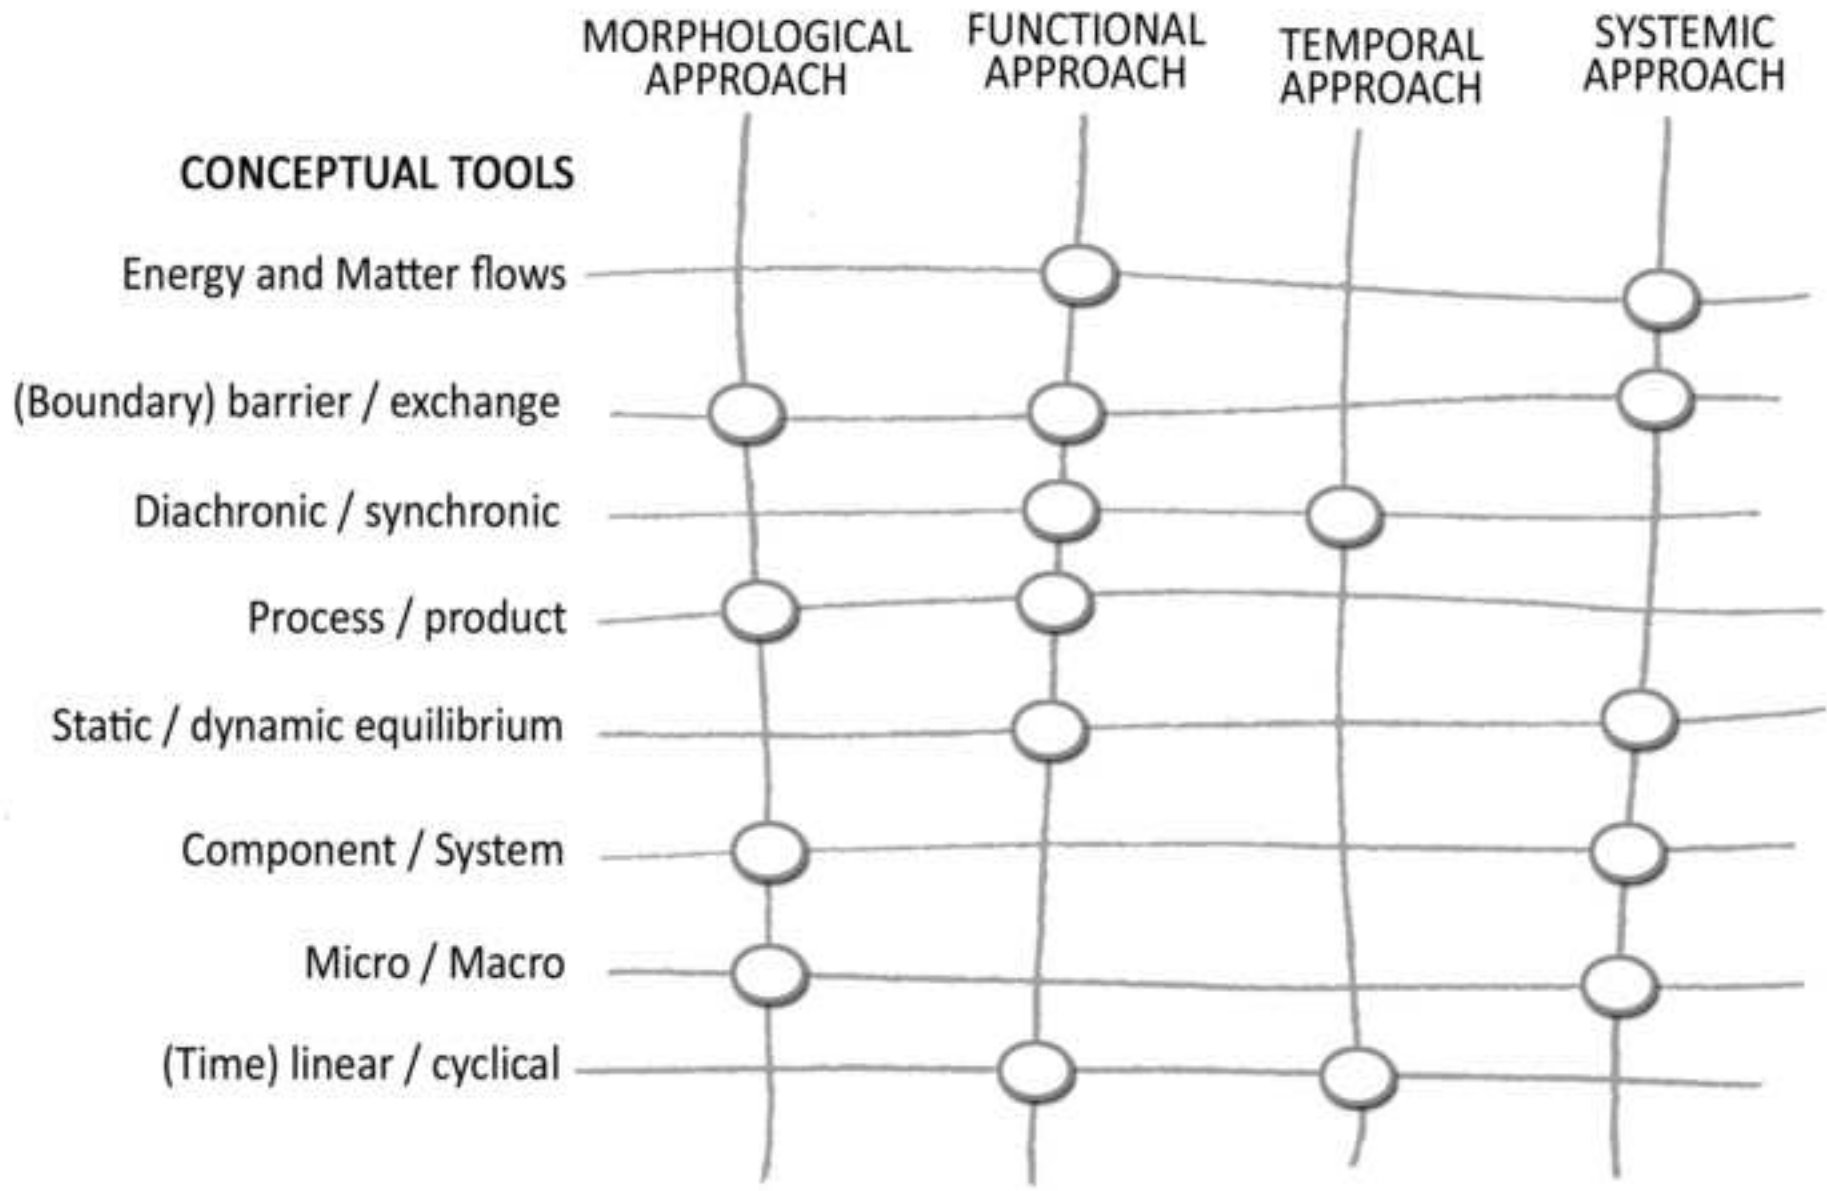 MORPHOLOGICAL
APPROACH
FUNCTIONAL
APPROACH
TEMPORAL
APPROACH
SYSTEMIC
APPROACH
CONCEPTUAL TOOLS
Energy and Matter flows
(Boundary) barrier / exchange
Diachronic / synchronic
Process / product
Static / dynamic equilibrium
Component / System
Micro / Macro
(Time) linear / cyclical